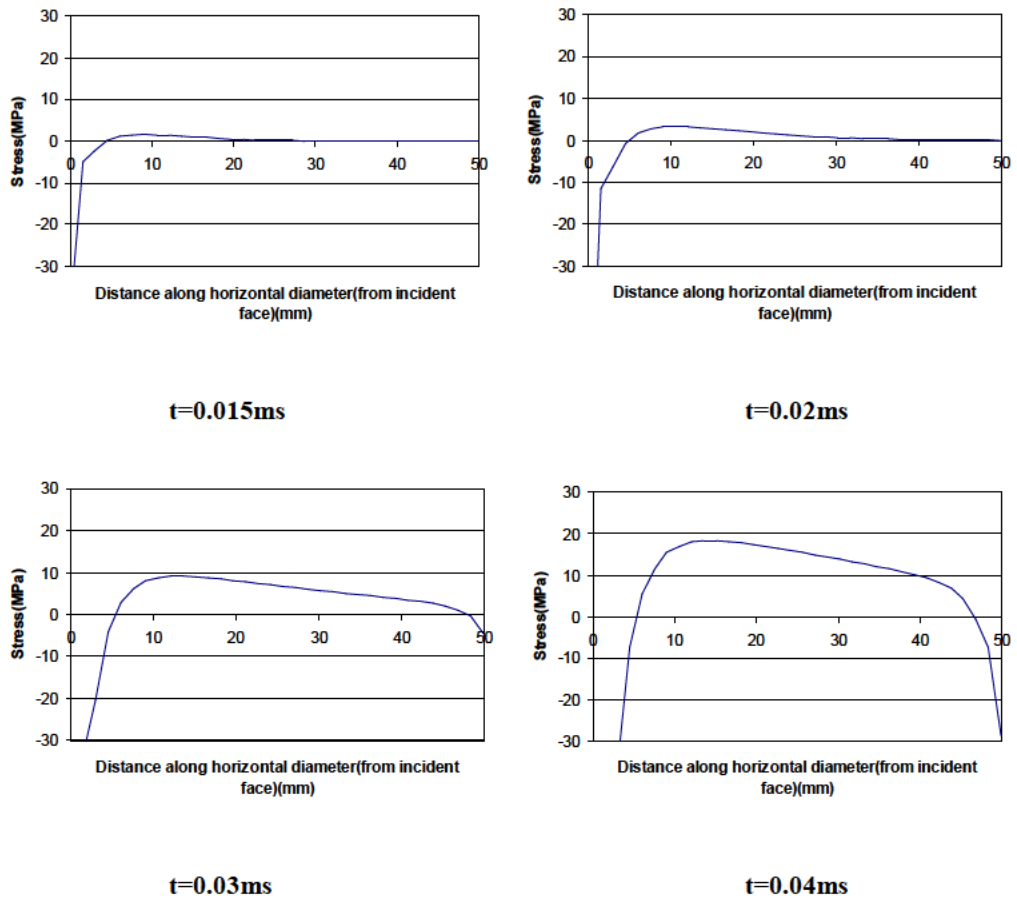 30
20
10
0
-10
-20
-30
0 10 20 30 40 50
Stress(MPa)
Distance along horizontal diameter(from incident
face)(mm)
t=0.015ms
30
20
10
0
-10
-20
-30
0 10 20 30 40 50
Stress(MPa)
Distance along horizontal diameter(from incident
face)(mm)
t=0.02ms
30
20
10
0
-10
-20
-30
0 10 20 30 40 50
Stress(MPa)
Distance along horizontal diameter(from incident
face)(mm)
t=0.03ms
30
20
10
0
-10
-20
-30
0 10 20 30 40 50
Stress(MPa)
Distance along horizontal diameter(from incident
face)(mm)
t=0.04ms